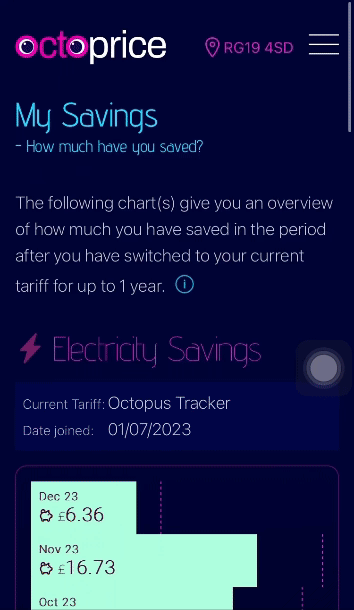 octoprice
RG19 4SD
My Savings
- How much have you saved?
The following chart(s) give you an overview
of how much you have saved in the period
after you have switched to your current
tariff for up to 1 year.
Electricity Savings
Current Tariff: Octopus Tracker
Date joined: 01/07/2023
Dec 23
£6.36
Nov 23
£16.73
Oct 23